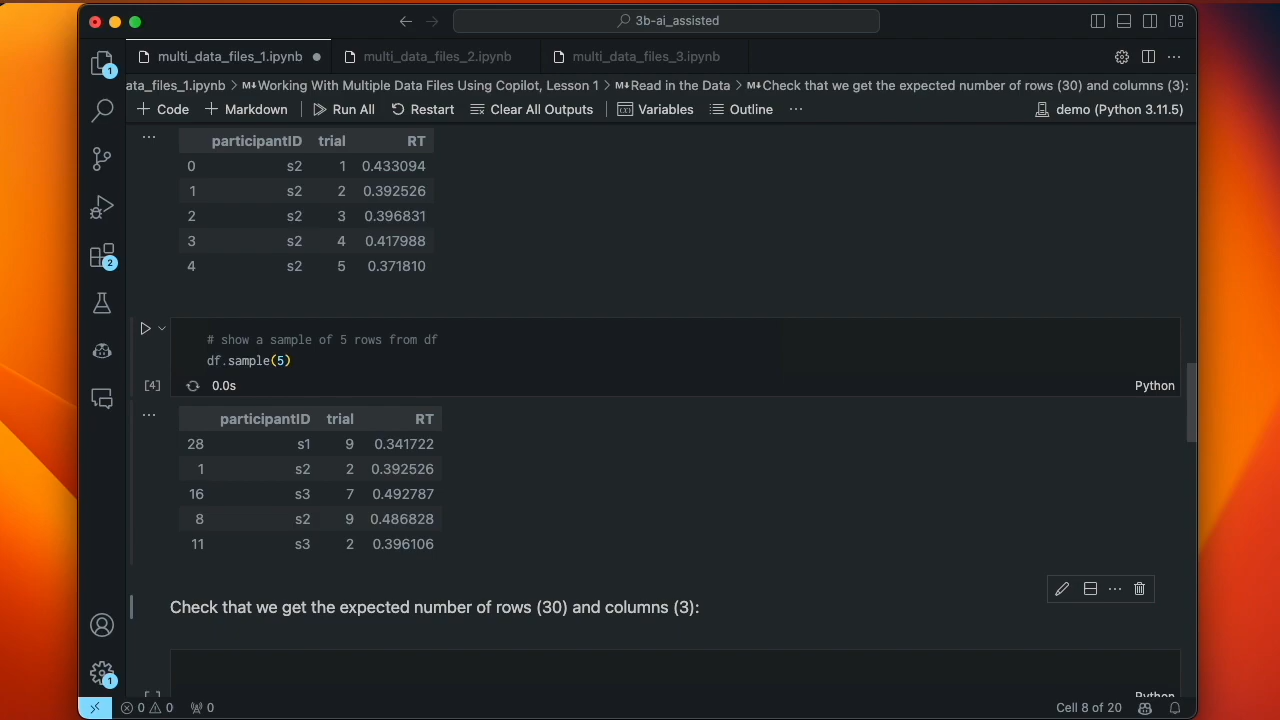 3b-ai_assisted
multi_data_files_1.ipynb multi_data_files_2.ipynb multi_data_files_3.ipynb
ata_files_1.ipynb > M↓Working With Multiple Data Files Using Copilot, Lesson 1 > M↓Read in the Data > M↓Check that we get the expected number of rows (30) and columns (3):
+ Code + Markdown Run All Restart Clear All Outputs Variables Outline ··· demo (Python 3.11.5)
··· participantID trial RT
0 s2 1 0.433094
1 s2 2 0.392526
2 s2 3 0.396831
3 s2 4 0.417988
4 s2 5 0.371810
# show a sample of 5 rows from df
df.sample(5)
[4] 0.0s Python
··· participantID trial RT
28 s1 9 0.341722
1 s2 2 0.392526
16 s3 7 0.492787
8 s2 9 0.486828
11 s3 2 0.396106
Check that we get the expected number of rows (30) and columns (3):
[ ] Python
1
2
1
0 0 0 Cell 8 of 20